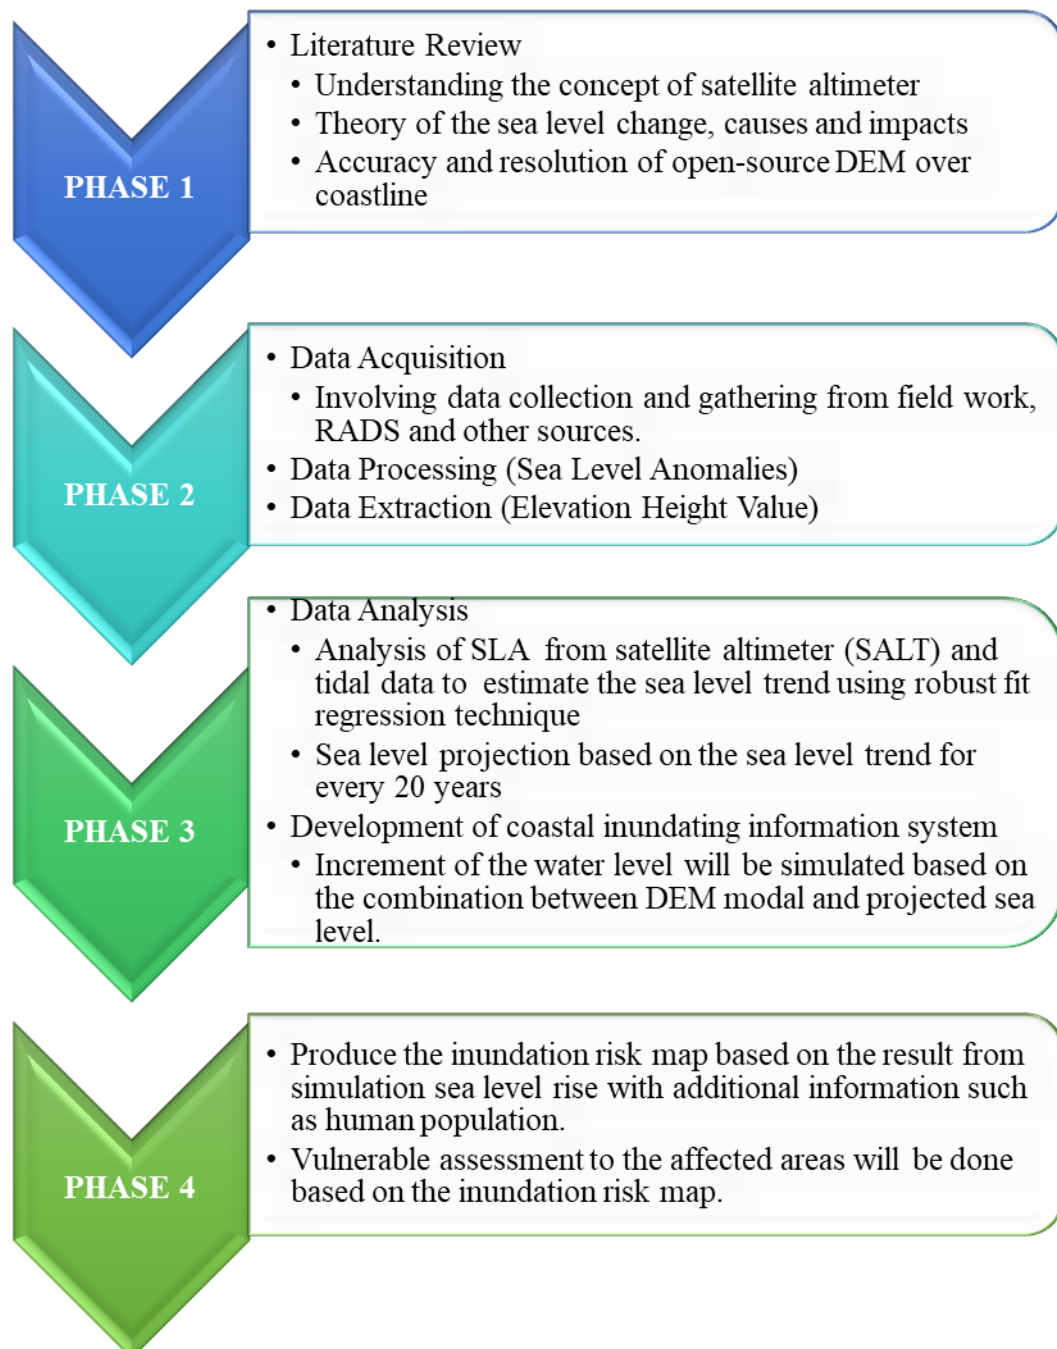 PHASE 1
• Literature Review
• Understanding the concept of satellite altimeter
• Theory of the sea level change, causes and impacts
• Accuracy and resolution of open-source DEM over
coastline
PHASE 2
• Data Acquisition
• Involving data collection and gathering from field work,
RADS and other sources.
• Data Processing (Sea Level Anomalies)
• Data Extraction (Elevation Height Value)
PHASE 3
• Data Analysis
• Analysis of SLA from satellite altimeter (SALT) and
tidal data to estimate the sea level trend using robust fit
regression technique
• Sea level projection based on the sea level trend for
every 20 years
• Development of coastal inundating information system
• Increment of the water level will be simulated based on
the combination between DEM modal and projected sea
level.
PHASE 4
• Produce the inundation risk map based on the result from
simulation sea level rise with additional information such
as human population.
• Vulnerable assessment to the affected areas will be done
based on the inundation risk map.